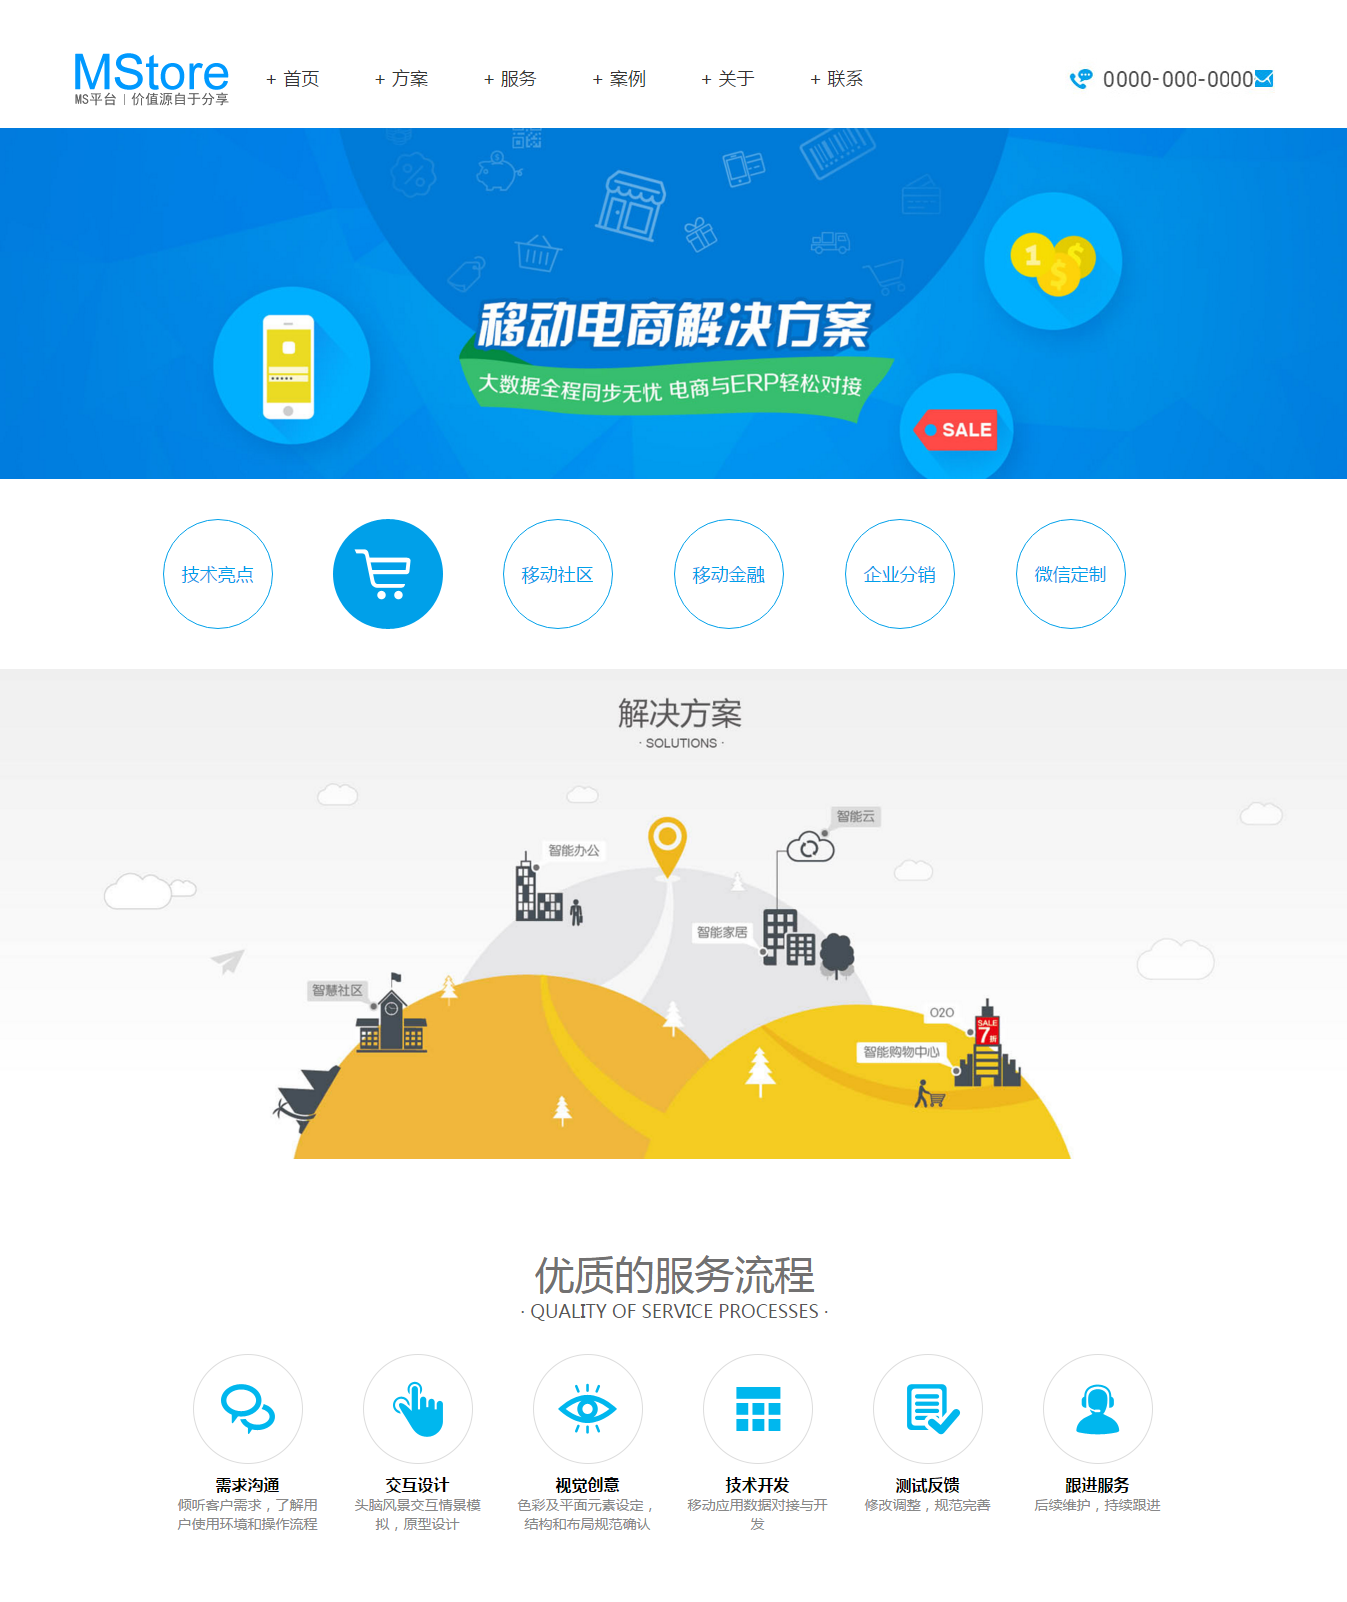 MStore
MS平台｜价值源自于分享
+ 首页
+ 方案
+ 服务
+ 案例
+ 关于
+ 联系
0000-000-0000
移动电商解决方案
大数据全程同步无忧 电商与ERP轻松对接
1
$
$
SALE
技术亮点
移动社区
移动金融
企业分销
微信定制
解决方案
· SOLUTIONS ·
智能云
智能办公
智能家居
智慧社区
O2O
SALE
7折
智能购物中心
优质的服务流程
· QUALITY OF SERVICE PROCESSES ·
需求沟通
倾听客户需求，了解用
户使用环境和操作流程
交互设计
头脑风景交互情景模
拟，原型设计
视觉创意
色彩及平面元素设定，
结构和布局规范确认
技术开发
移动应用数据对接与开
发
测试反馈
修改调整，规范完善
跟进服务
后续维护，持续跟进